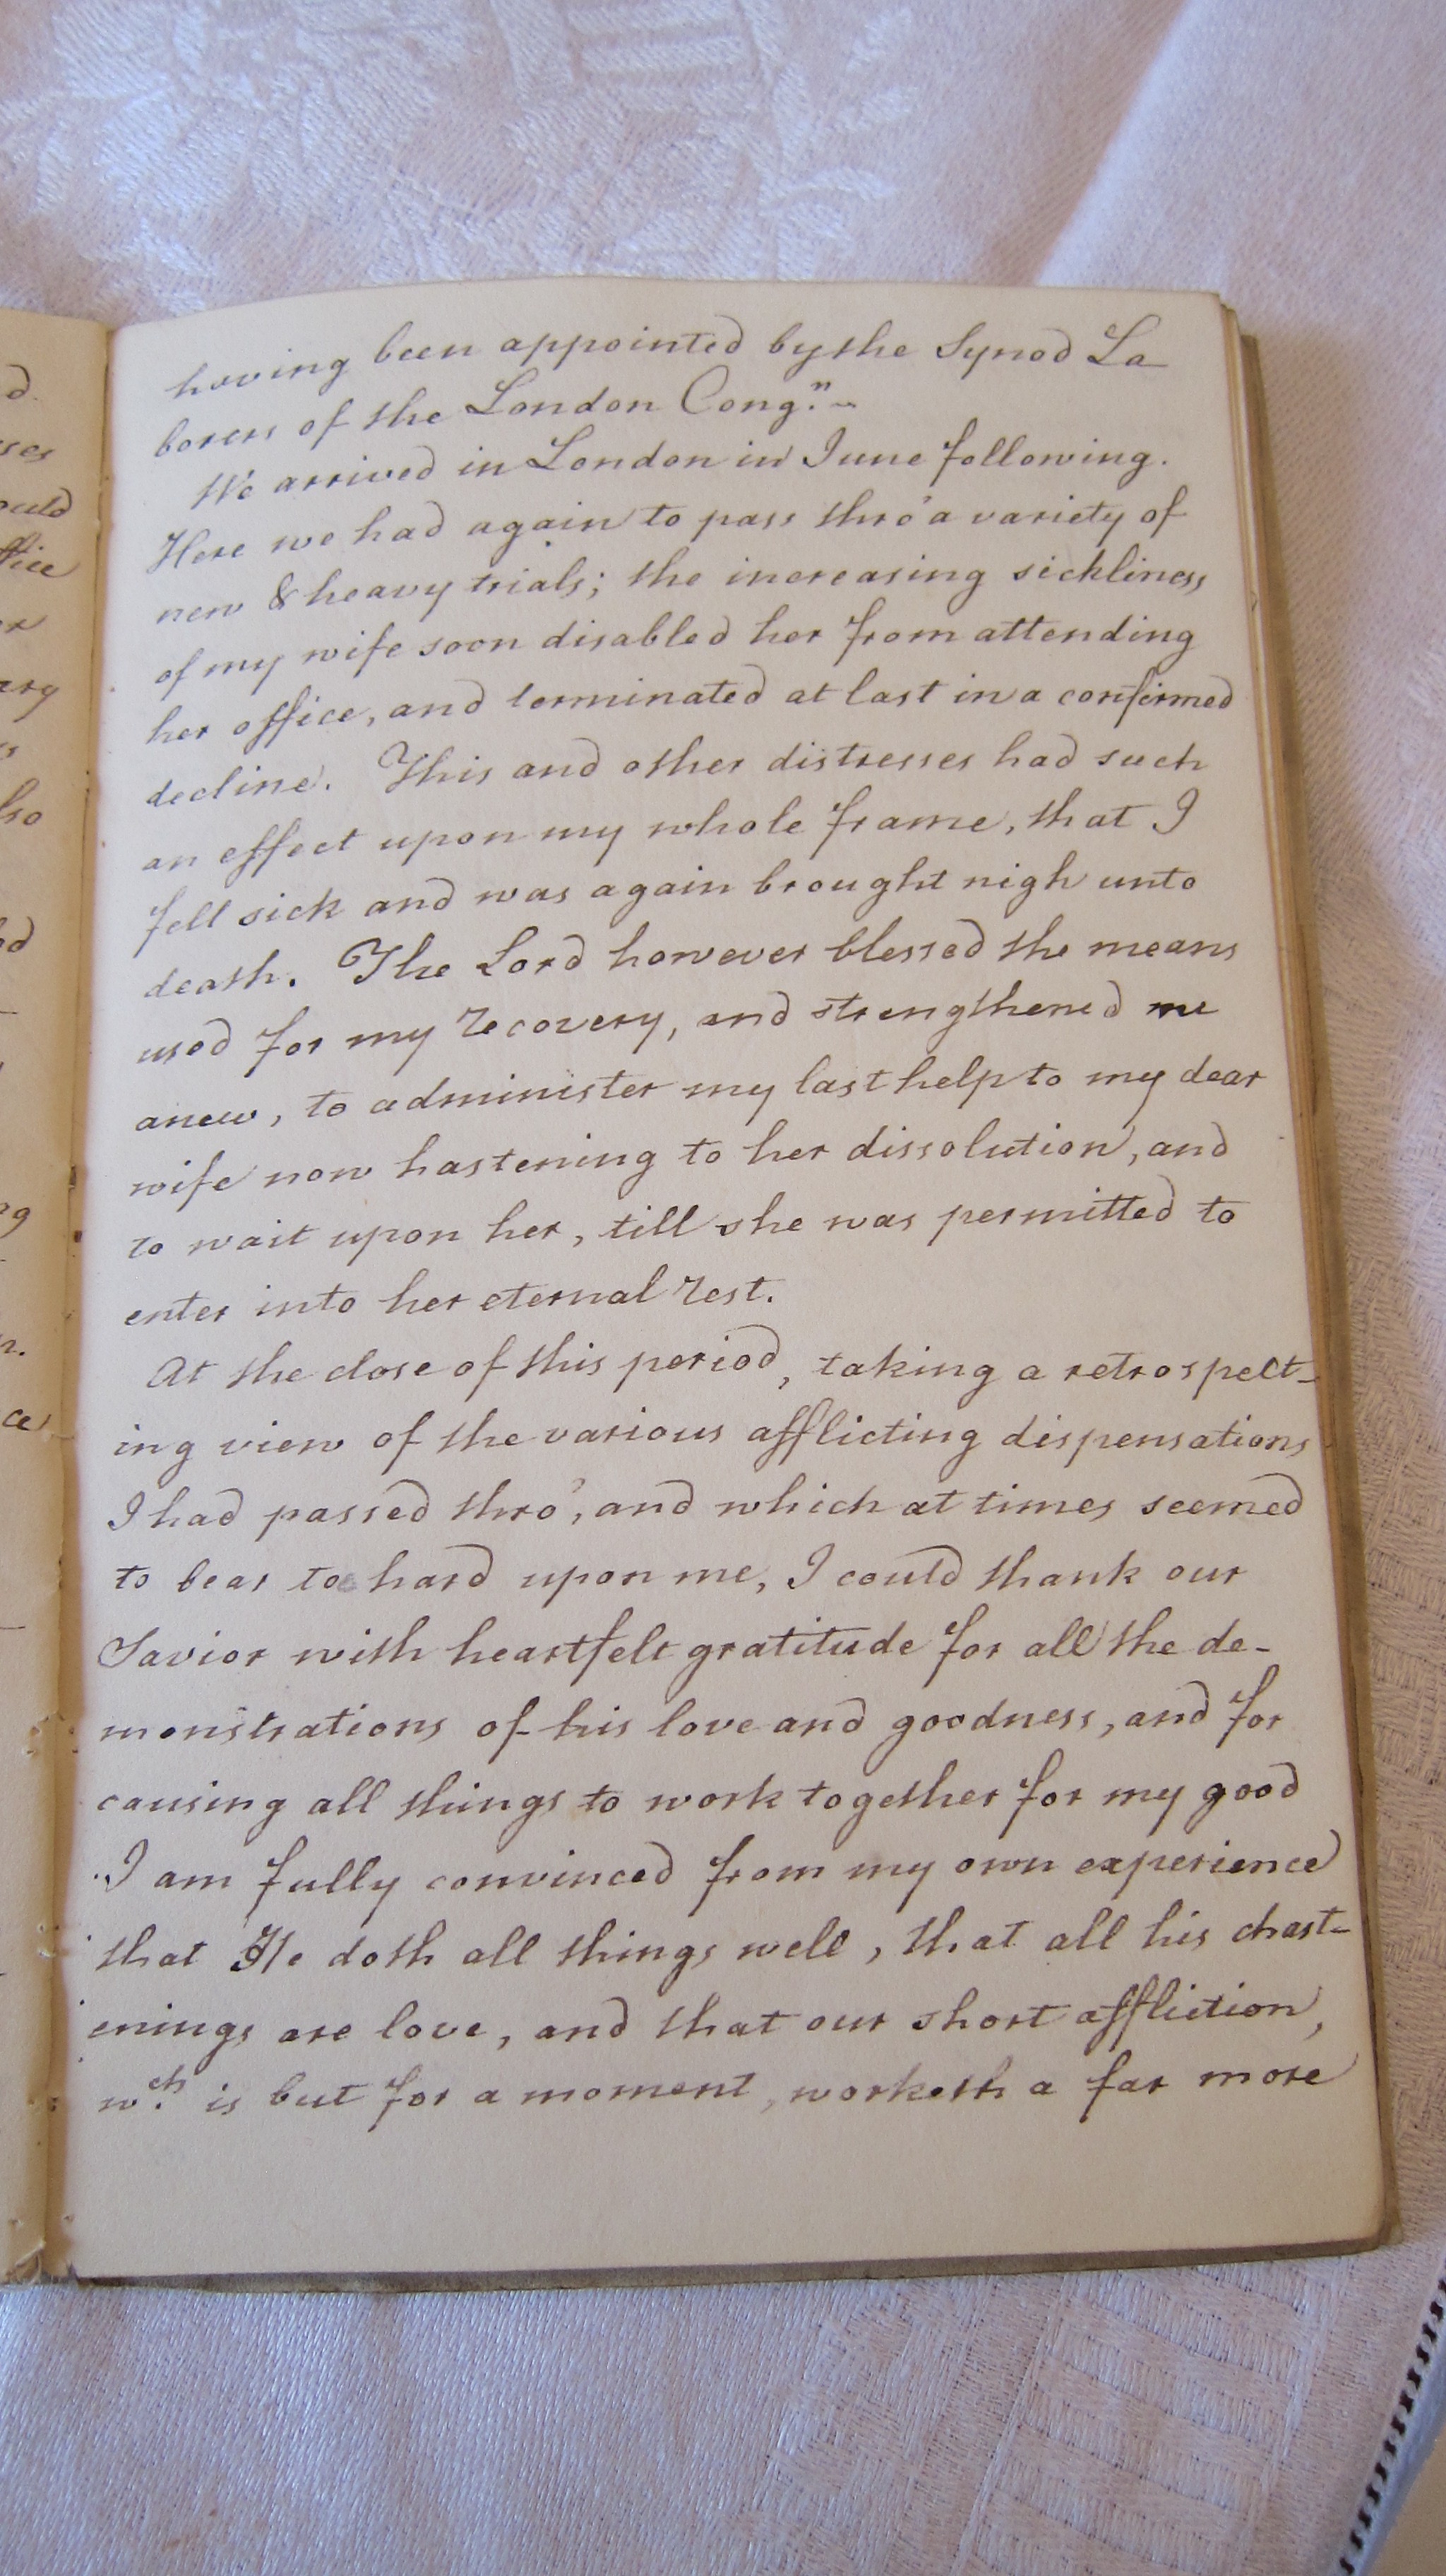 having been appointed by the Synod La
borers of the London Cong.ⁿ
We arrived in London in June following.
Here we had again to pass thro' a variety of
new & heavy trials; the increasing sickliness
of my wife soon disabled her from attending
her office, and terminated at last in a confirmed
decline. This and other distresses had such
an effect upon my whole frame, that I
fell sick and was again brought nigh unto
death. The Lord however blessed the means
used for my recovery, and strengthened me
anew, to administer my last help to my dear
wife now hastening to her dissolution, and
to wait upon her, till she was permitted to
enter into her eternal rest.
At the close of this period, taking a retrospect-
ing view of the various afflicting dispensations
I had passed thro', and which at times seemed
to bear too hard upon me, I could thank our
Savior with heartfelt gratitude for all the de-
monstrations of his love and goodness, and for
causing all things to work together for my good
I am fully convinced from my own experience
that He doth all things well, that all his chast-
enings are love, and that our short affliction,
w.ch is but for a moment, worketh a far more